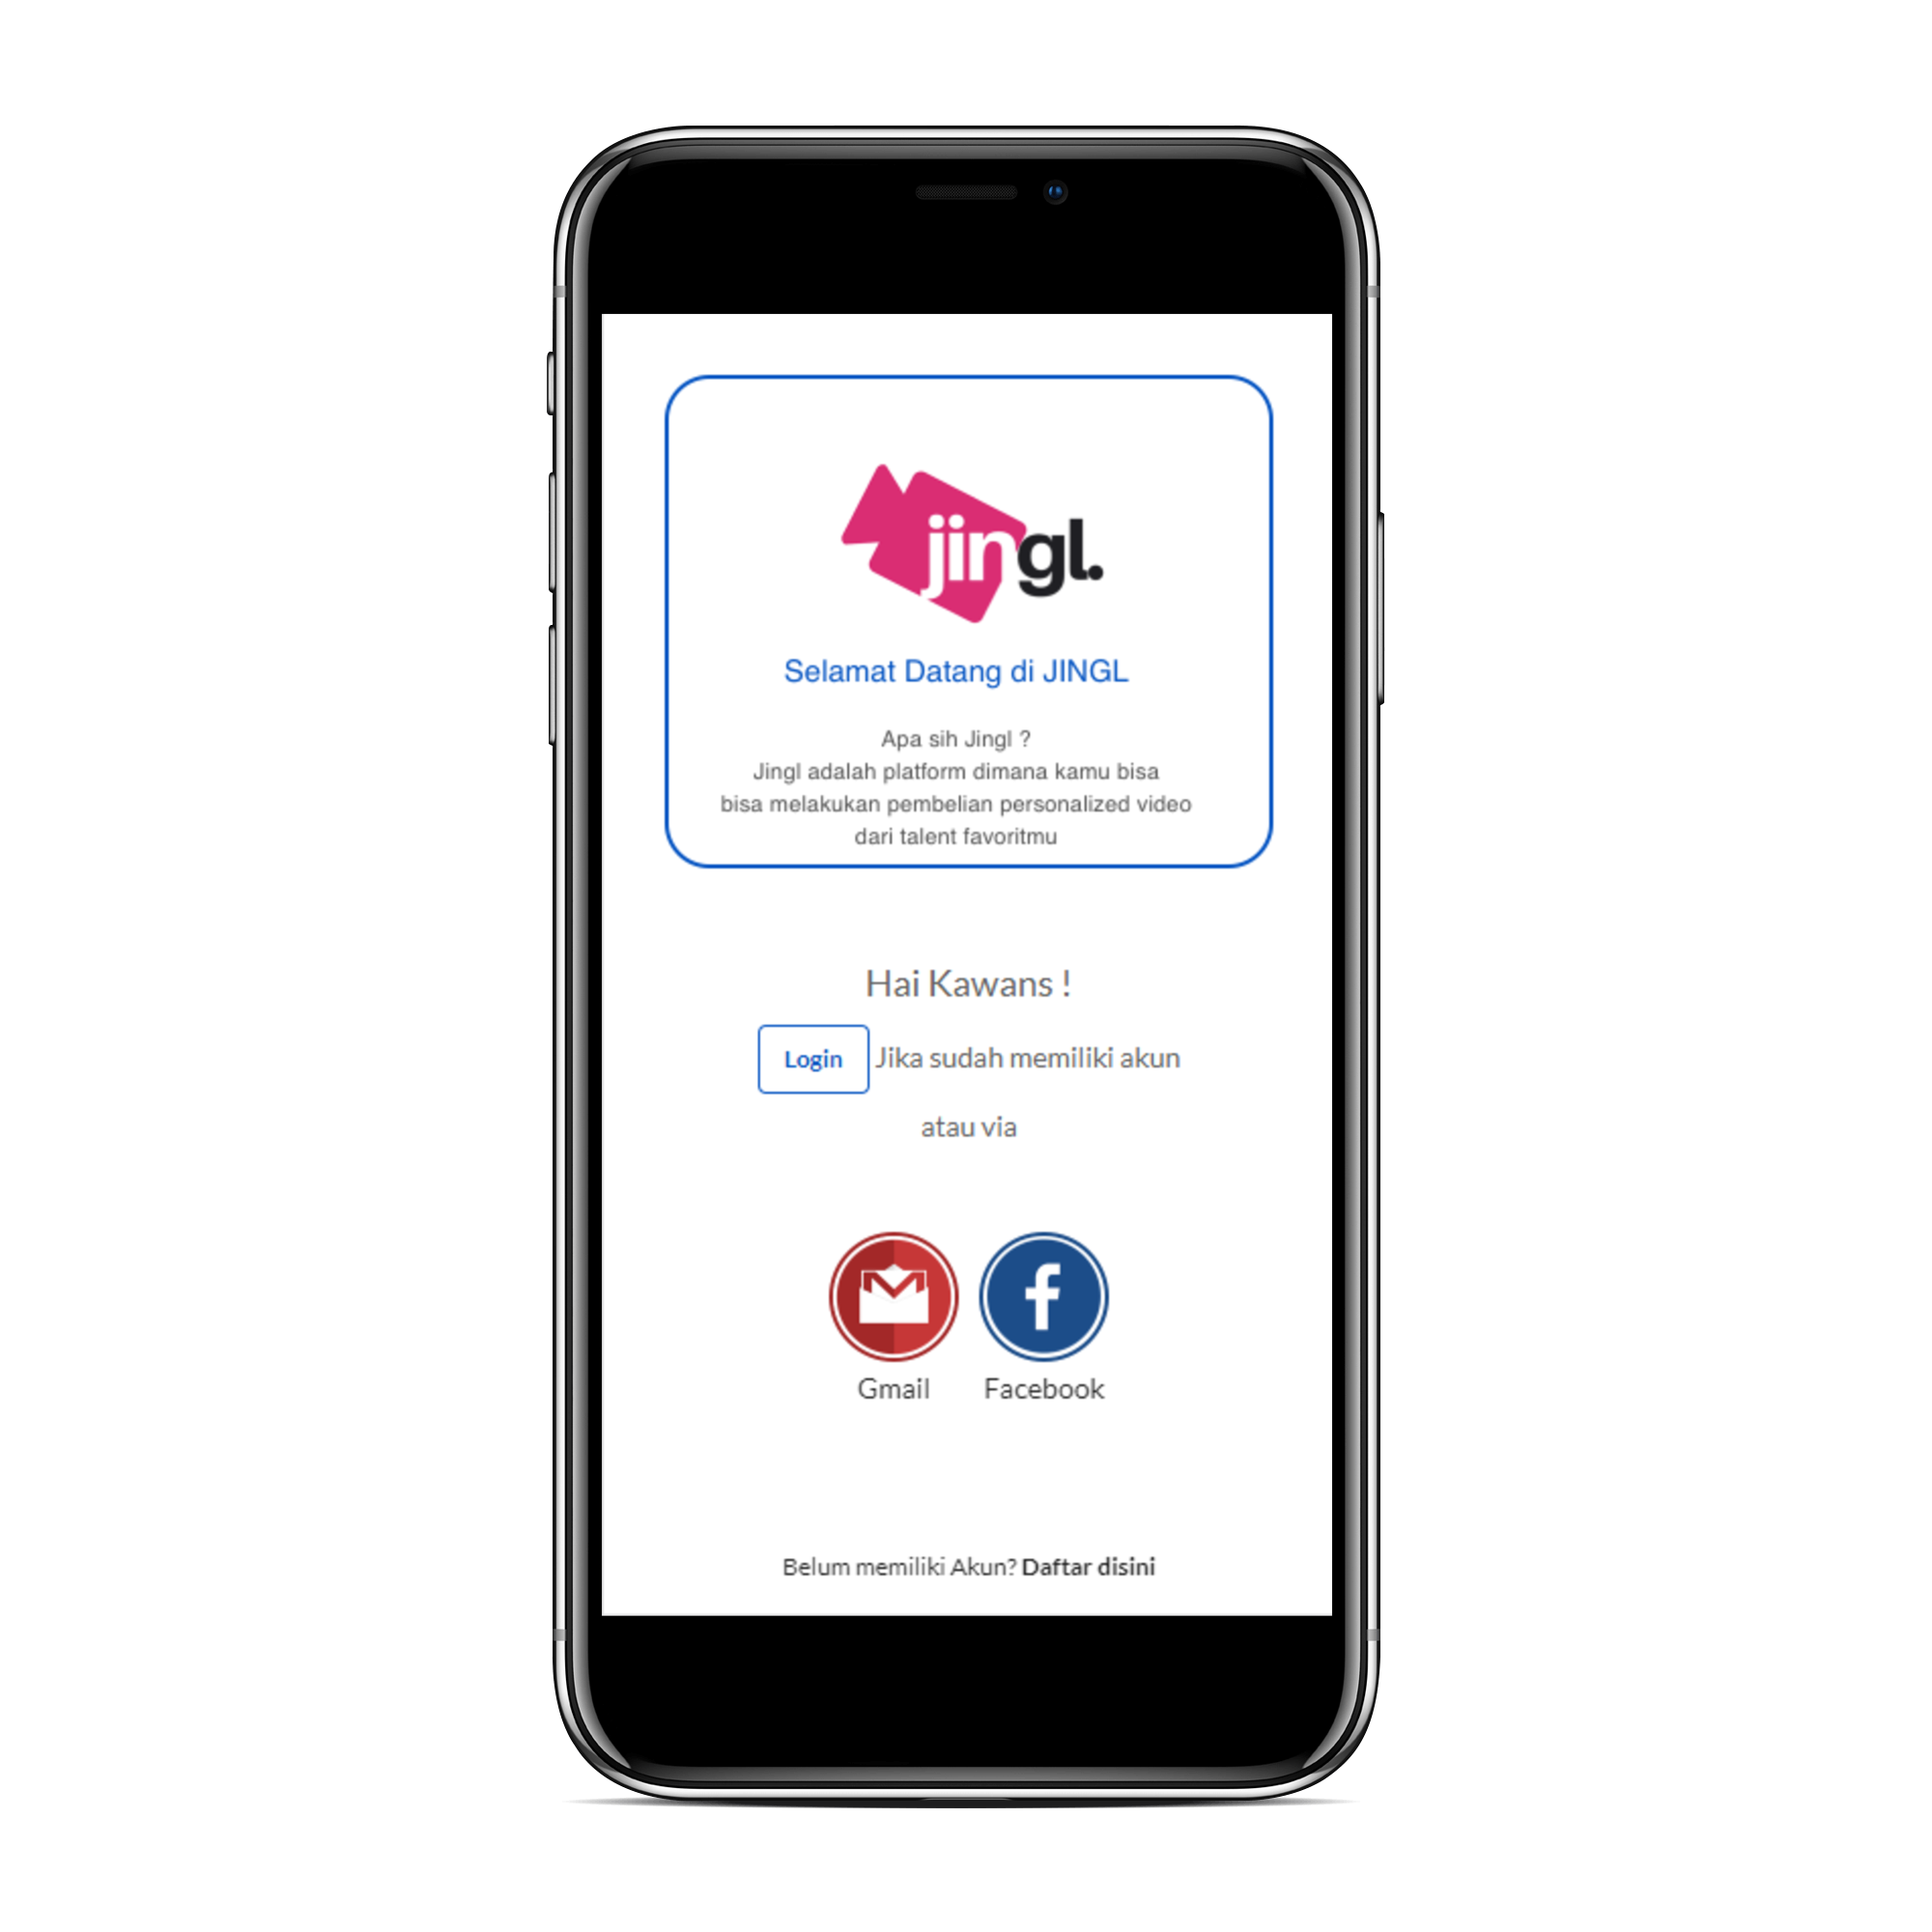 jingl.
Selamat Datang di JINGL
Apa sih Jingl ?
Jingl adalah platform dimana kamu bisa
bisa melakukan pembelian personalized video
dari talent favoritmu
Hai Kawans !
Login Jika sudah memiliki akun
atau via
Gmail Facebook
Belum memiliki Akun? Daftar disini